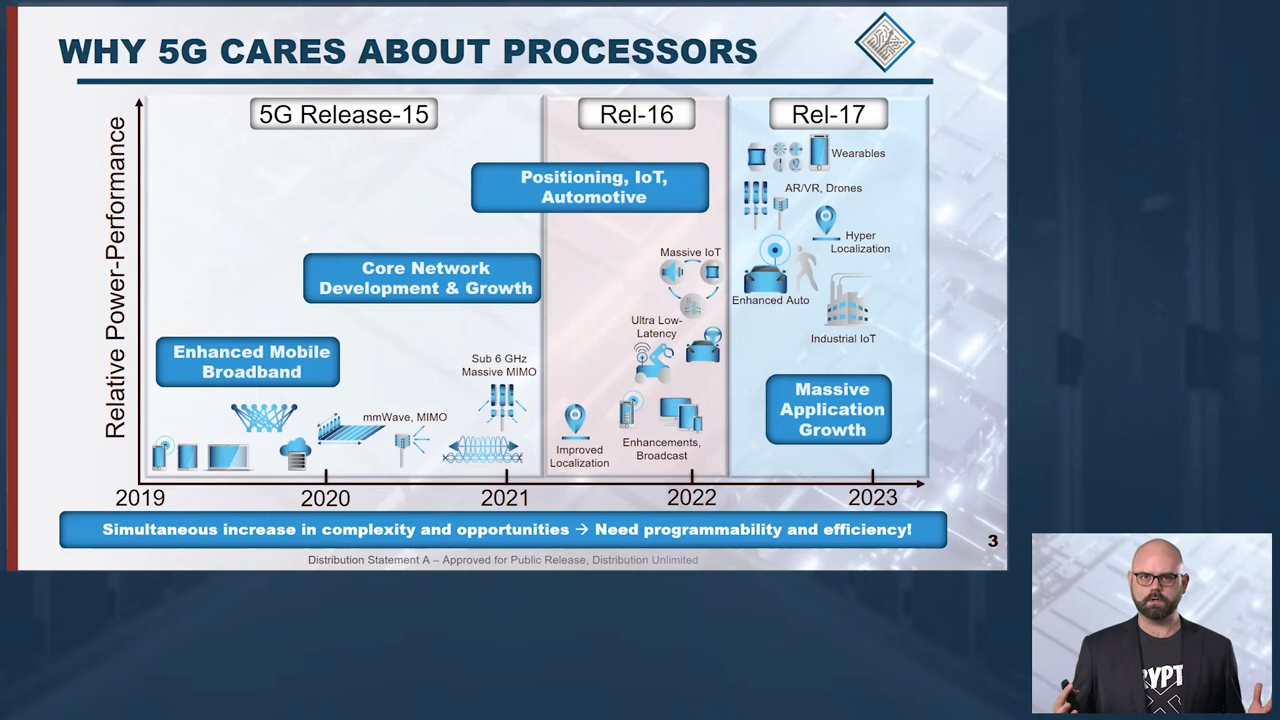 WHY 5G CARES ABOUT PROCESSORS
Relative Power-Performance
5G Release-15
Rel-16
Rel-17
Positioning, IoT,
Automotive
Core Network
Development & Growth
Enhanced Mobile
Broadband
Sub 6 GHz
Massive MIMO
mmWave, MIMO
Massive IoT
Ultra Low-
Latency
Improved
Localization
Enhancements,
Broadcast
Wearables
AR/VR, Drones
Hyper
Localization
Enhanced Auto
Industrial IoT
Massive
Application
Growth
2019
2020
2021
2022
2023
Simultaneous increase in complexity and opportunities → Need programmability and efficiency!
3
Distribution Statement A – Approved for Public Release, Distribution Unlimited